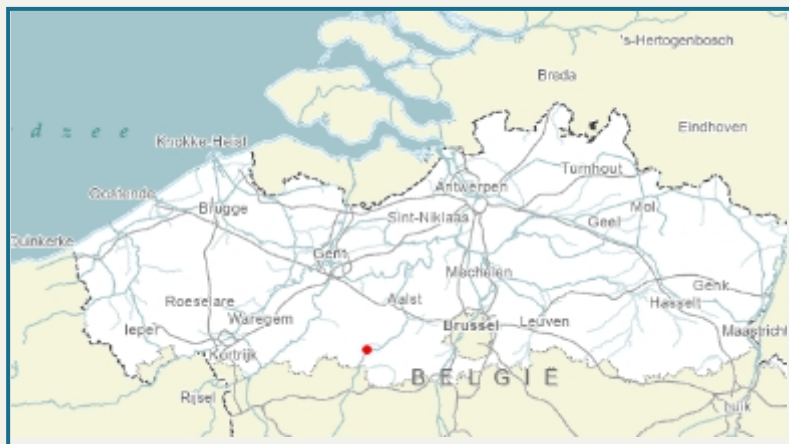 's-Hertogenbosch
Breda
Eindhoven
d z e e
Knokke-Heist
Turnhout
Antwerpen
Oostende
Brugge
Sint-Niklaas
Geel
Mol
Duinkerke
Gent
Mechelen
Genk
Roeselare
Aalst
Hasselt
Ieper
Waregem
Brussel
Leuven
Maastricht
Kortrijk
BELGIË
Rijsel
Luik